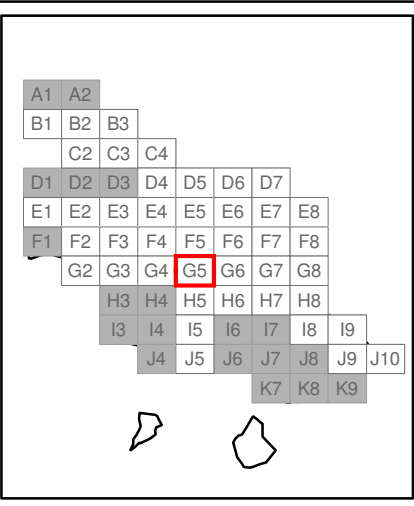 A1 A2
B1 B2 B3
C2 C3 C4
D1 D2 D3 D4 D5 D6 D7
E1 E2 E3 E4 E5 E6 E7 E8
F1 F2 F3 F4 F5 F6 F7 F8
G2 G3 G4 G5 G6 G7 G8
H3 H4 H5 H6 H7 H8
I3 I4 I5 I6 I7 I8 I9
J4 J5 J6 J7 J8 J9 J10
K7 K8 K9